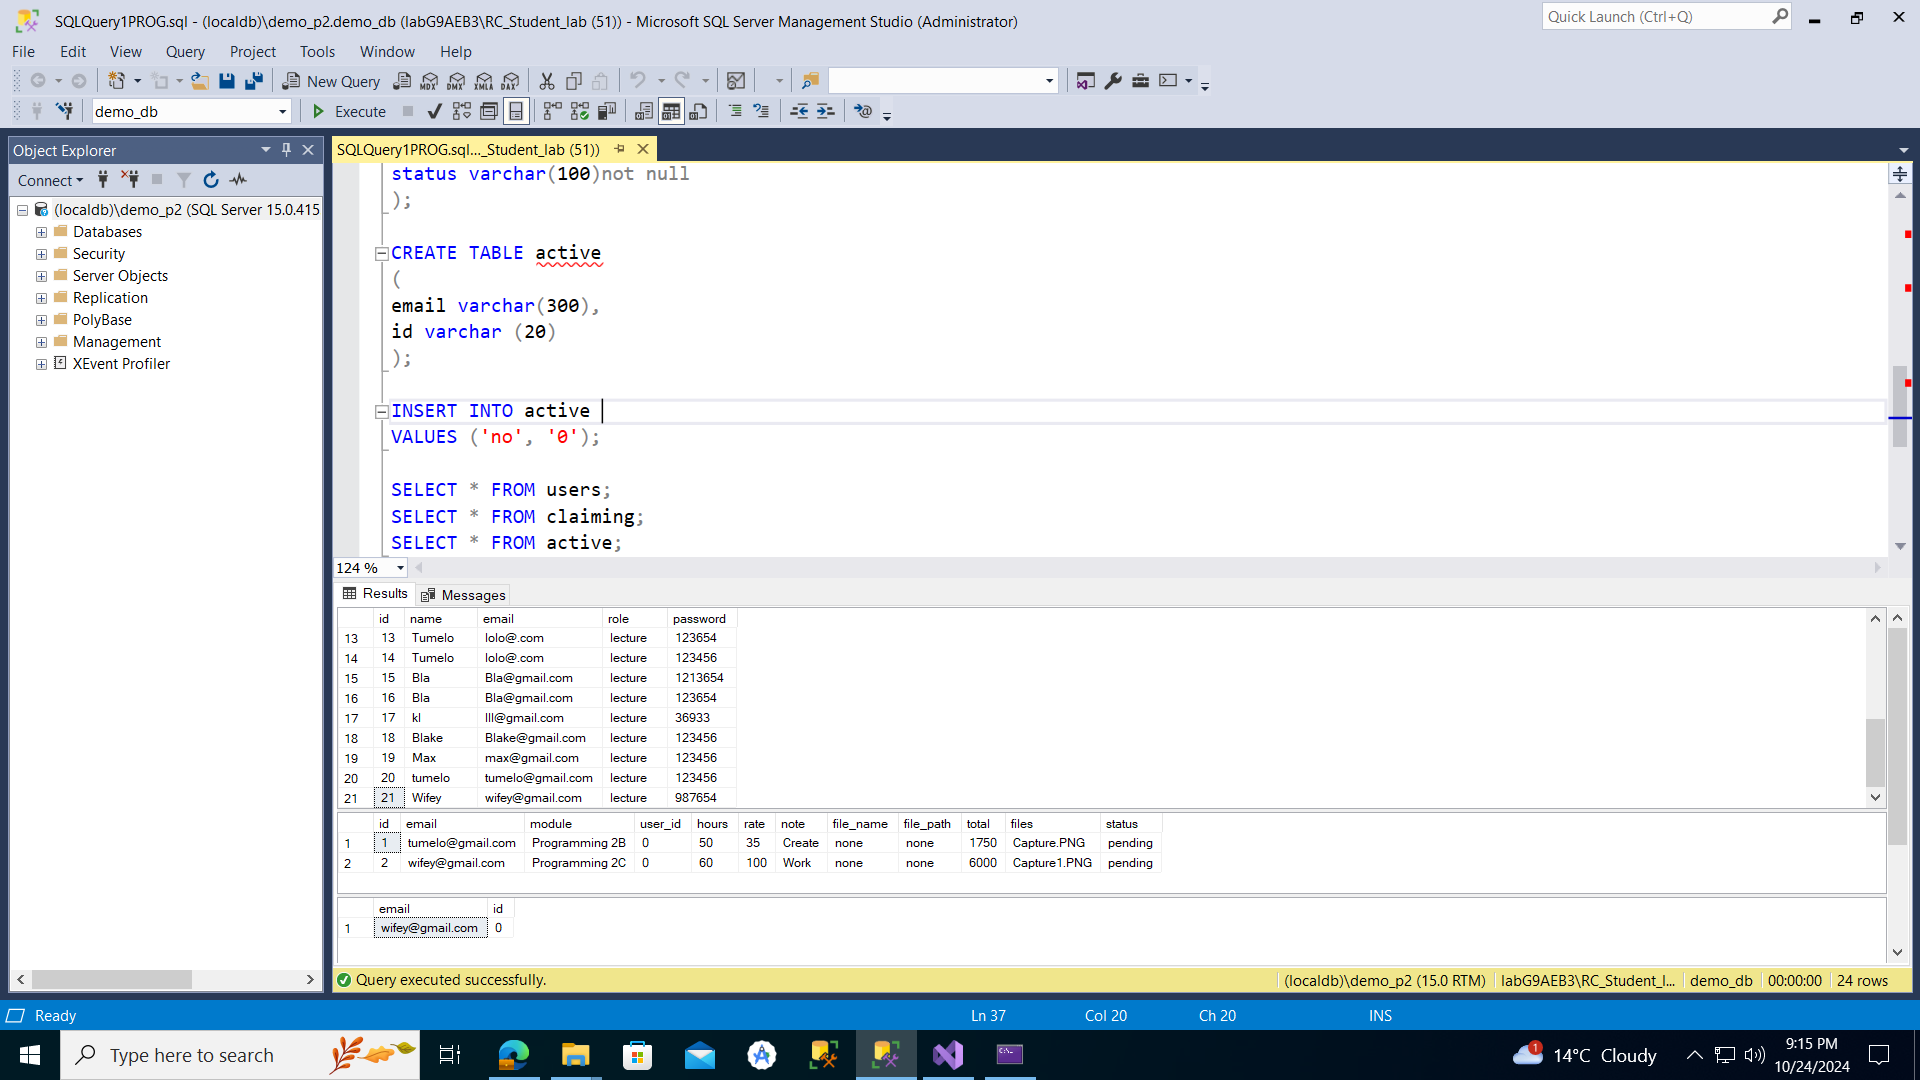 SQLQuery1PROG.sql - (localdb)\demo_p2.demo_db (labG9AEB3\RC_Student_lab (51)) - Microsoft SQL Server Management Studio (Administrator)
Quick Launch (Ctrl+Q)
File Edit View Query Project Tools Window Help
New Query
MDX DMX XMLA DAX
demo_db
Execute
Object Explorer
SQLQuery1PROG.sql..._Student_lab (51))
Connect
(localdb)\demo_p2 (SQL Server 15.0.415
Databases
Security
Server Objects
Replication
PolyBase
Management
XEvent Profiler
status varchar(100)not null
);
CREATE TABLE active
(
email varchar(300),
id varchar (20)
);
INSERT INTO active
VALUES ('no', '0');
SELECT * FROM users;
SELECT * FROM claiming;
SELECT * FROM active;
124 %
Results Messages
id name email role password
13 13 Tumelo lolo@.com lecture 123654
14 14 Tumelo lolo@.com lecture 123456
15 15 Bla Bla@gmail.com lecture 1213654
16 16 Bla Bla@gmail.com lecture 123654
17 17 kl lll@gmail.com lecture 36933
18 18 Blake Blake@gmail.com lecture 123456
19 19 Max max@gmail.com lecture 123456
20 20 tumelo tumelo@gmail.com lecture 123456
21 21 Wifey wifey@gmail.com lecture 987654
id email module user_id hours rate note file_name file_path total files status
1 1 tumelo@gmail.com Programming 2B 0 50 35 Create none none 1750 Capture.PNG pending
2 2 wifey@gmail.com Programming 2C 0 60 100 Work none none 6000 Capture1.PNG pending
email id
1 wifey@gmail.com 0
Query executed successfully.
(localdb)\demo_p2 (15.0 RTM) labG9AEB3\RC_Student_l... demo_db 00:00:00 24 rows
Ready
Ln 37 Col 20 Ch 20 INS
Type here to search
1
14°C Cloudy
9:15 PM
10/24/2024